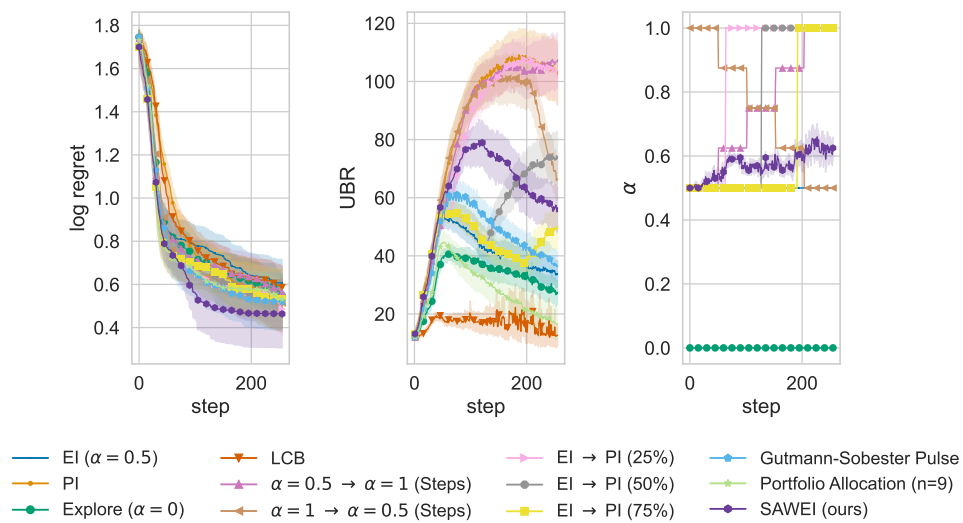 1.8
1.6
1.4
1.2
1.0
0.8
0.6
0.4
log regret
0
200
step
120
100
80
60
40
20
UBR
0
200
step
1.0
0.8
0.6
0.4
0.2
0.0
α
0
200
step
EI (α = 0.5)
PI
Explore (α = 0)
LCB
α = 0.5 → α = 1 (Steps)
α = 1 → α = 0.5 (Steps)
EI → PI (25%)
EI → PI (50%)
EI → PI (75%)
Gutmann-Sobester Pulse
Portfolio Allocation (n=9)
SAWEI (ours)